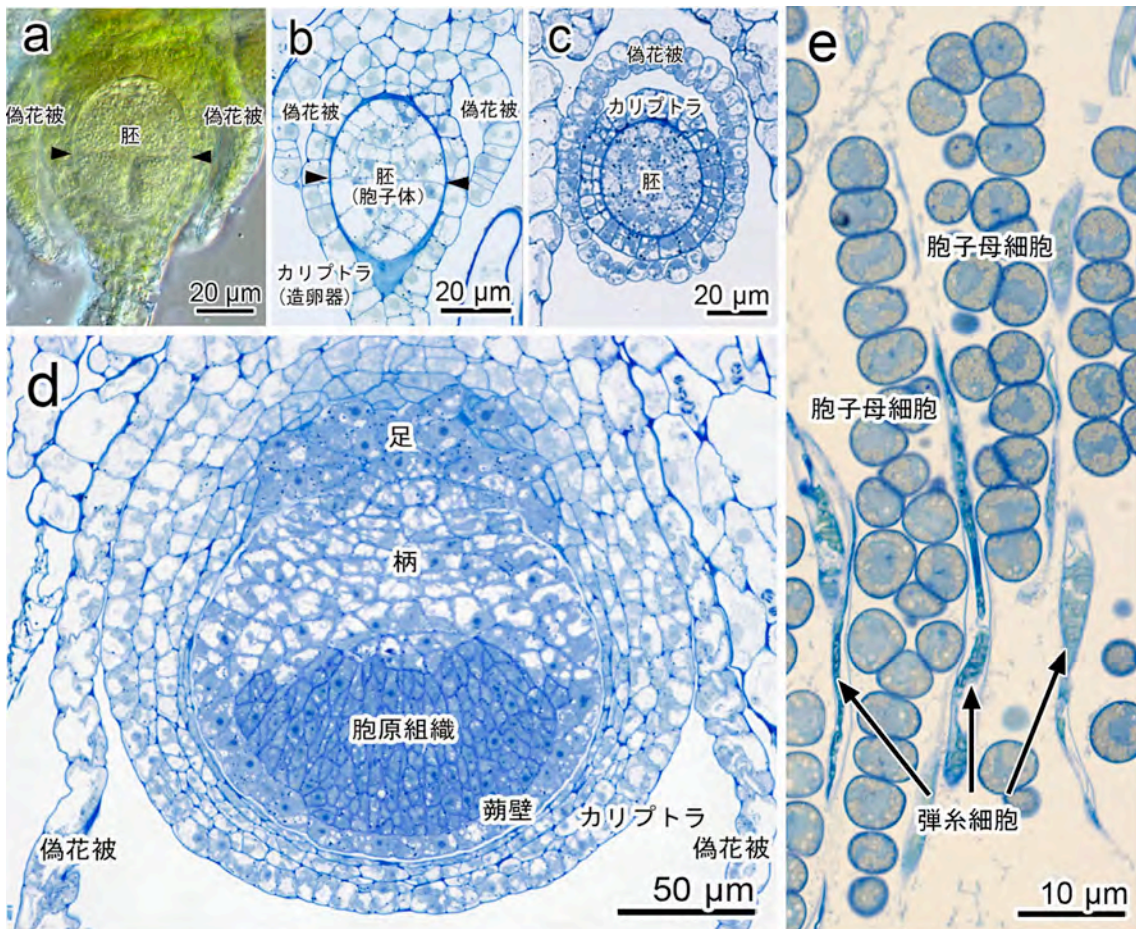 a
偽花被
胚
偽花被
20 µm
b
偽花被
偽花被
胚
(胞子体)
カリプトラ
(造卵器)
20 µm
c
偽花被
カリプトラ
胚
20 µm
d
足
柄
胞原組織
蒴壁
カリプトラ
偽花被
偽花被
50 µm
e
胞子母細胞
胞子母細胞
弾糸細胞
10 µm